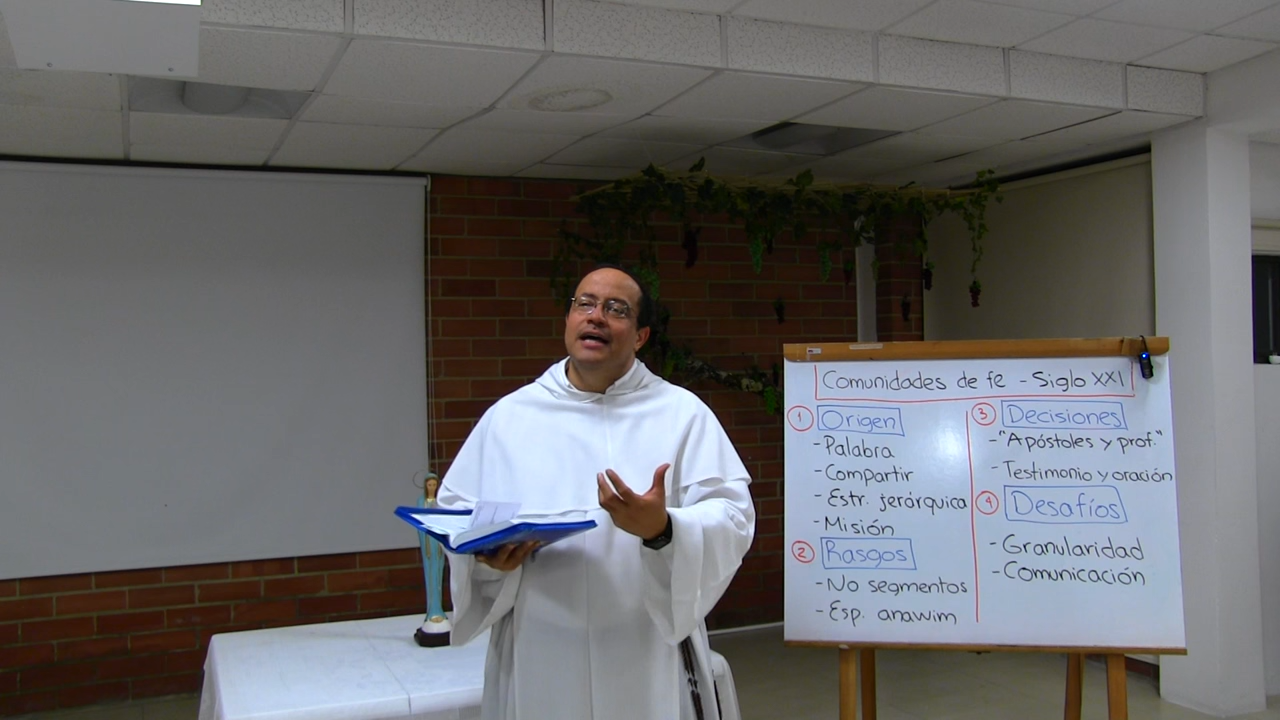 Comunidades de fe - Siglo XXI
1 Origen
- Palabra
- Compartir
- Estr. jerórquica
- Misión
2 Rasgos
- No segmentos
- Esp. anawim
3 Decisiones
- "Apóstoles y prof."
- Testimonio y oración
4 Desafíos
- Granularidad
- Comunicación